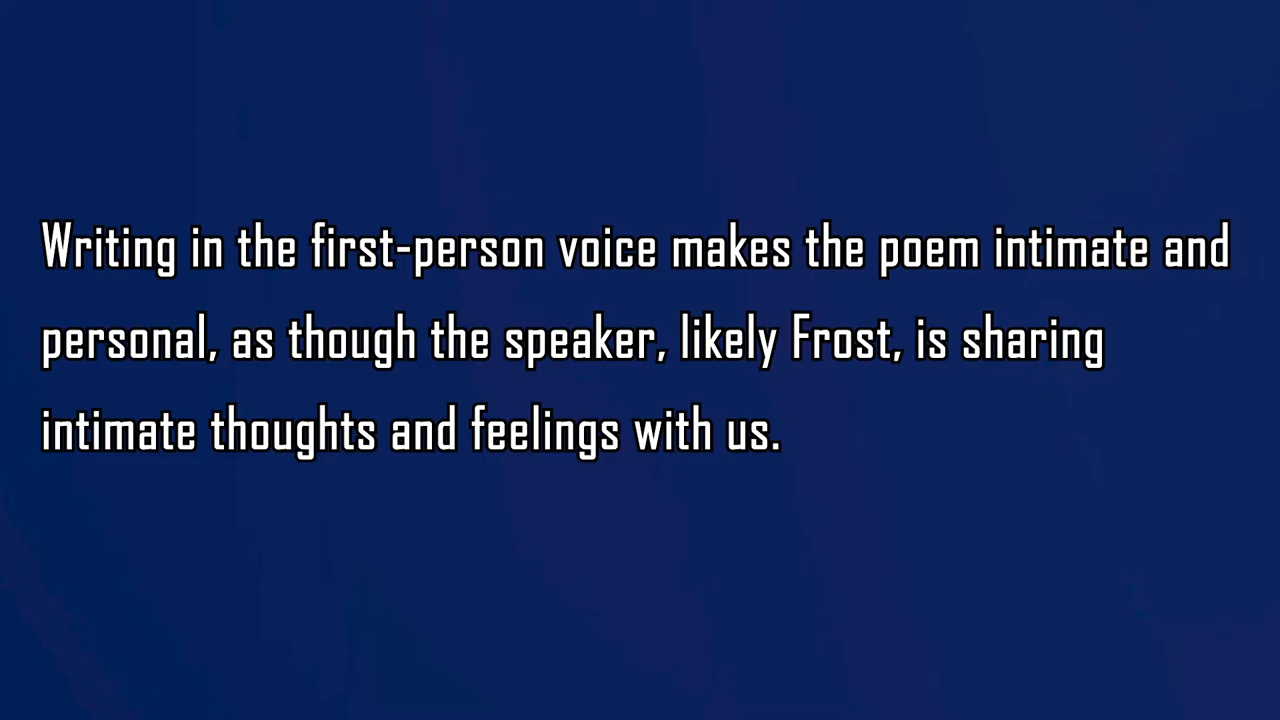 Writing in the first-person voice makes the poem intimate and
personal, as though the speaker, likely Frost, is sharing
intimate thoughts and feelings with us.